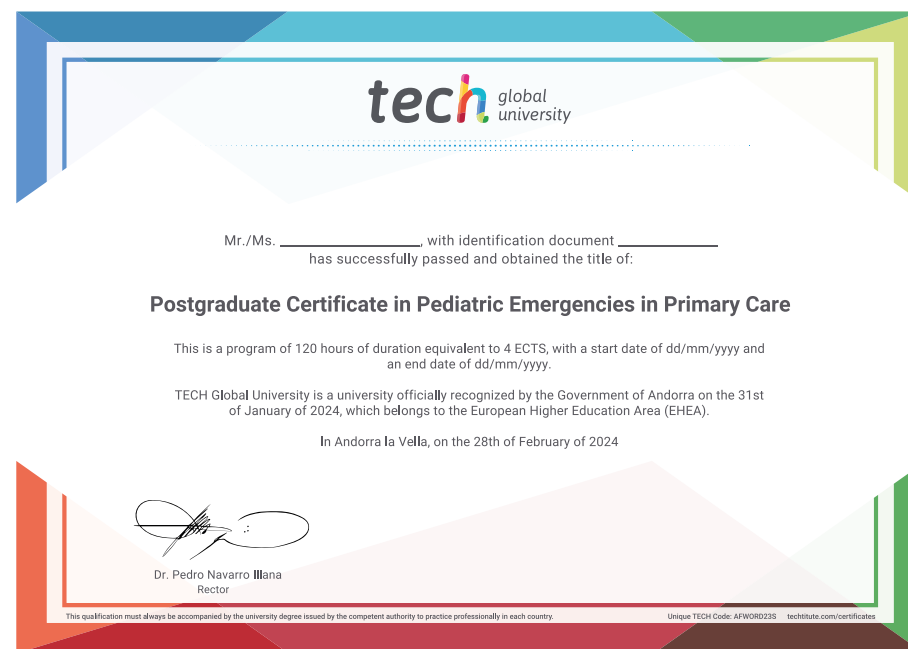 tech global university
Mr./Ms. ____________________, with identification document ______________
has successfully passed and obtained the title of:
Postgraduate Certificate in Pediatric Emergencies in Primary Care
This is a program of 120 hours of duration equivalent to 4 ECTS, with a start date of dd/mm/yyyy and
an end date of dd/mm/yyyy.
TECH Global University is a university officially recognized by the Government of Andorra on the 31st
of January of 2024, which belongs to the European Higher Education Area (EHEA).
In Andorra la Vella, on the 28th of February of 2024
Dr. Pedro Navarro Illana
Rector
This qualification must always be accompanied by the university degree issued by the competent authority to practice professionally in each country.
Unique TECH Code: AFWORD23S techtitute.com/certificates